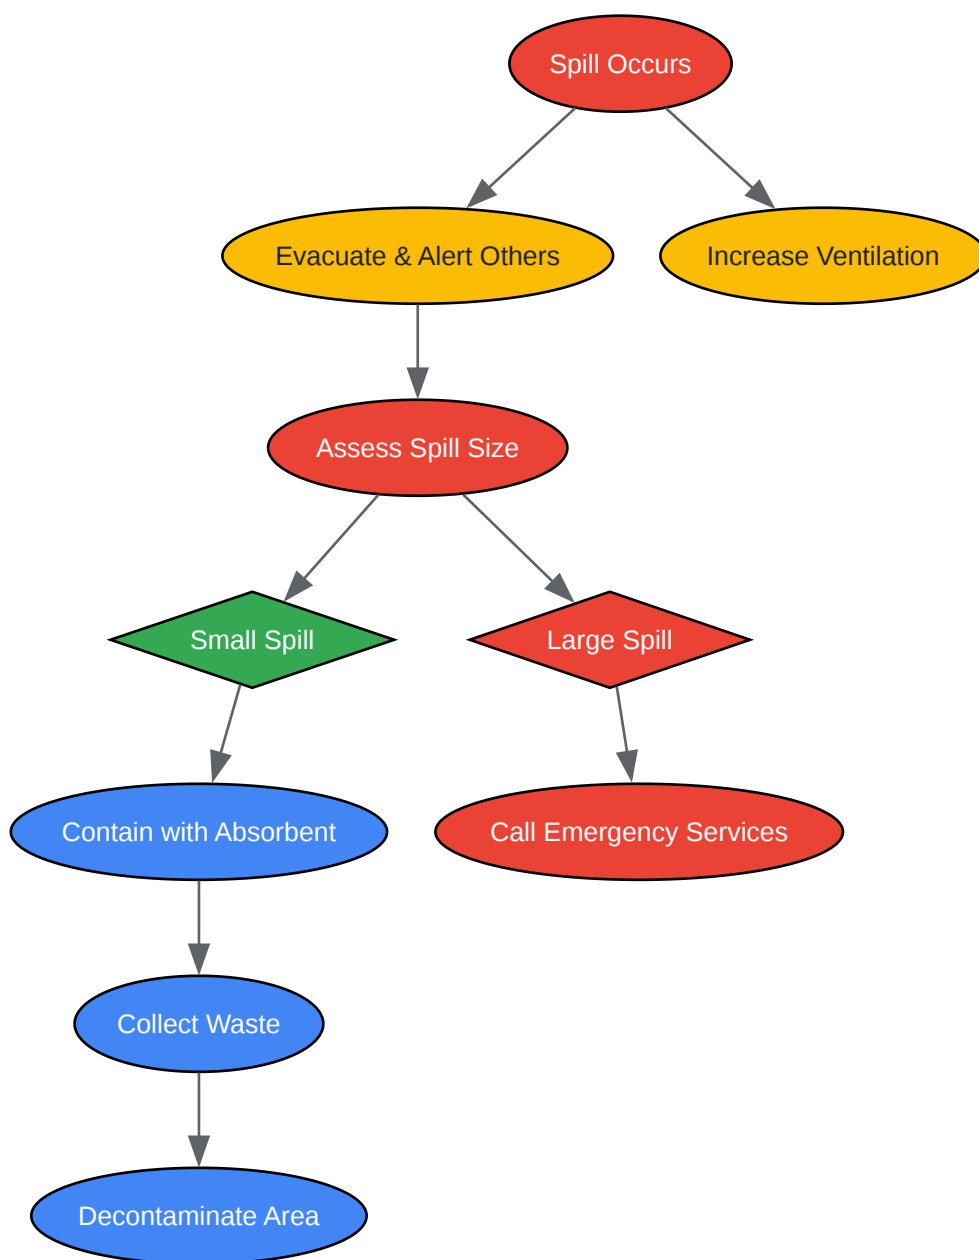 Spill Occurs
Evacuate & Alert Others
Increase Ventilation
Assess Spill Size
Small Spill
Large Spill
Contain with Absorbent
Call Emergency Services
Collect Waste
Decontaminate Area